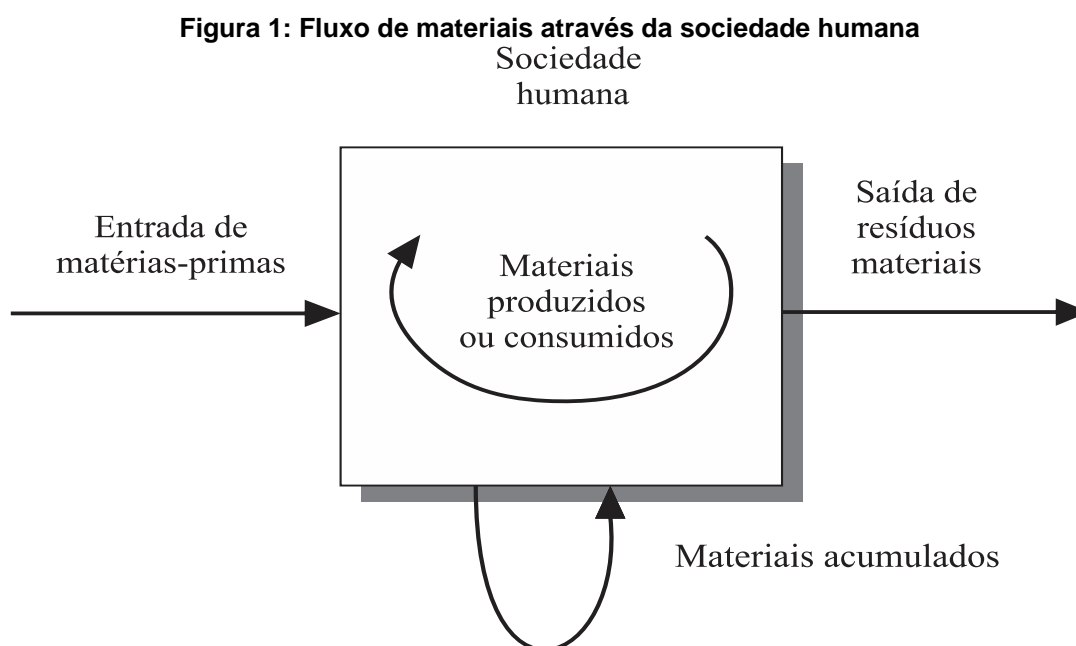 Figura 1: Fluxo de materiais através da sociedade humana
Sociedade
humana
Entrada de
matérias-primas
Materiais
produzidos
ou consumidos
Saída de
resíduos
materiais
Materiais acumulados